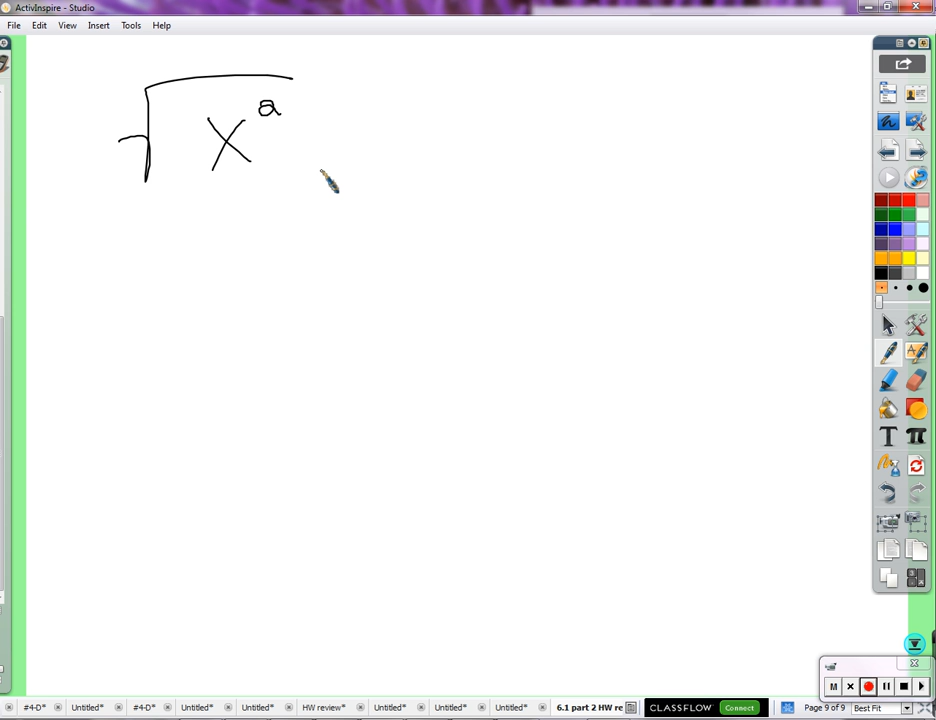 ActivInspire - Studio
File Edit View Insert Tools Help
√x^a
#4-D* Untitled* #4-D* Untitled* Untitled* HW review* Untitled* Untitled* Untitled* 6.1 part 2 HW re CLASSFLOW Connect Page 9 of 9 Best Fit
M
T π